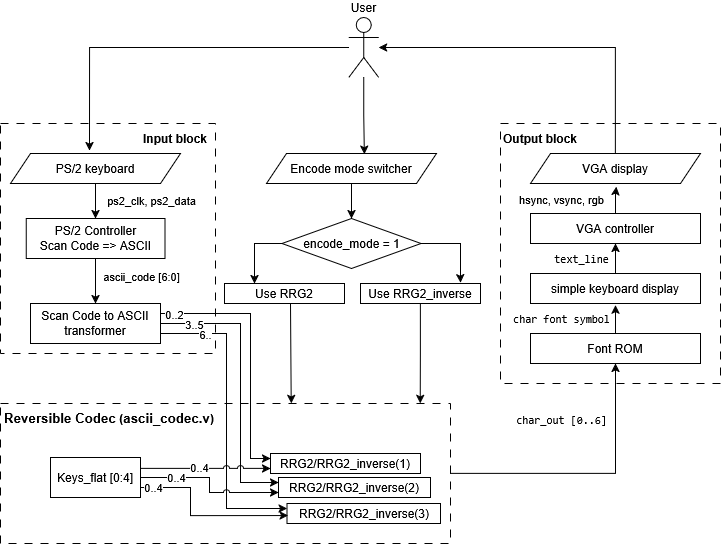 User
Input block
PS/2 keyboard
ps2_clk, ps2_data
PS/2 Controller
Scan Code => ASCII
ascii_code [6:0]
Scan Code to ASCII
transformer
0..2
3..5
6..
Encode mode switcher
encode_mode = 1
Use RRG2
Use RRG2_inverse
Output block
VGA display
hsync, vsync, rgb
VGA controller
text_line
simple keyboard display
char font symbol
Font ROM
char_out [0..6]
Reversible Codec (ascii_codec.v)
Keys_flat [0:4]
0..4
0..4
0..4
RRG2/RRG2_inverse(1)
RRG2/RRG2_inverse(2)
RRG2/RRG2_inverse(3)